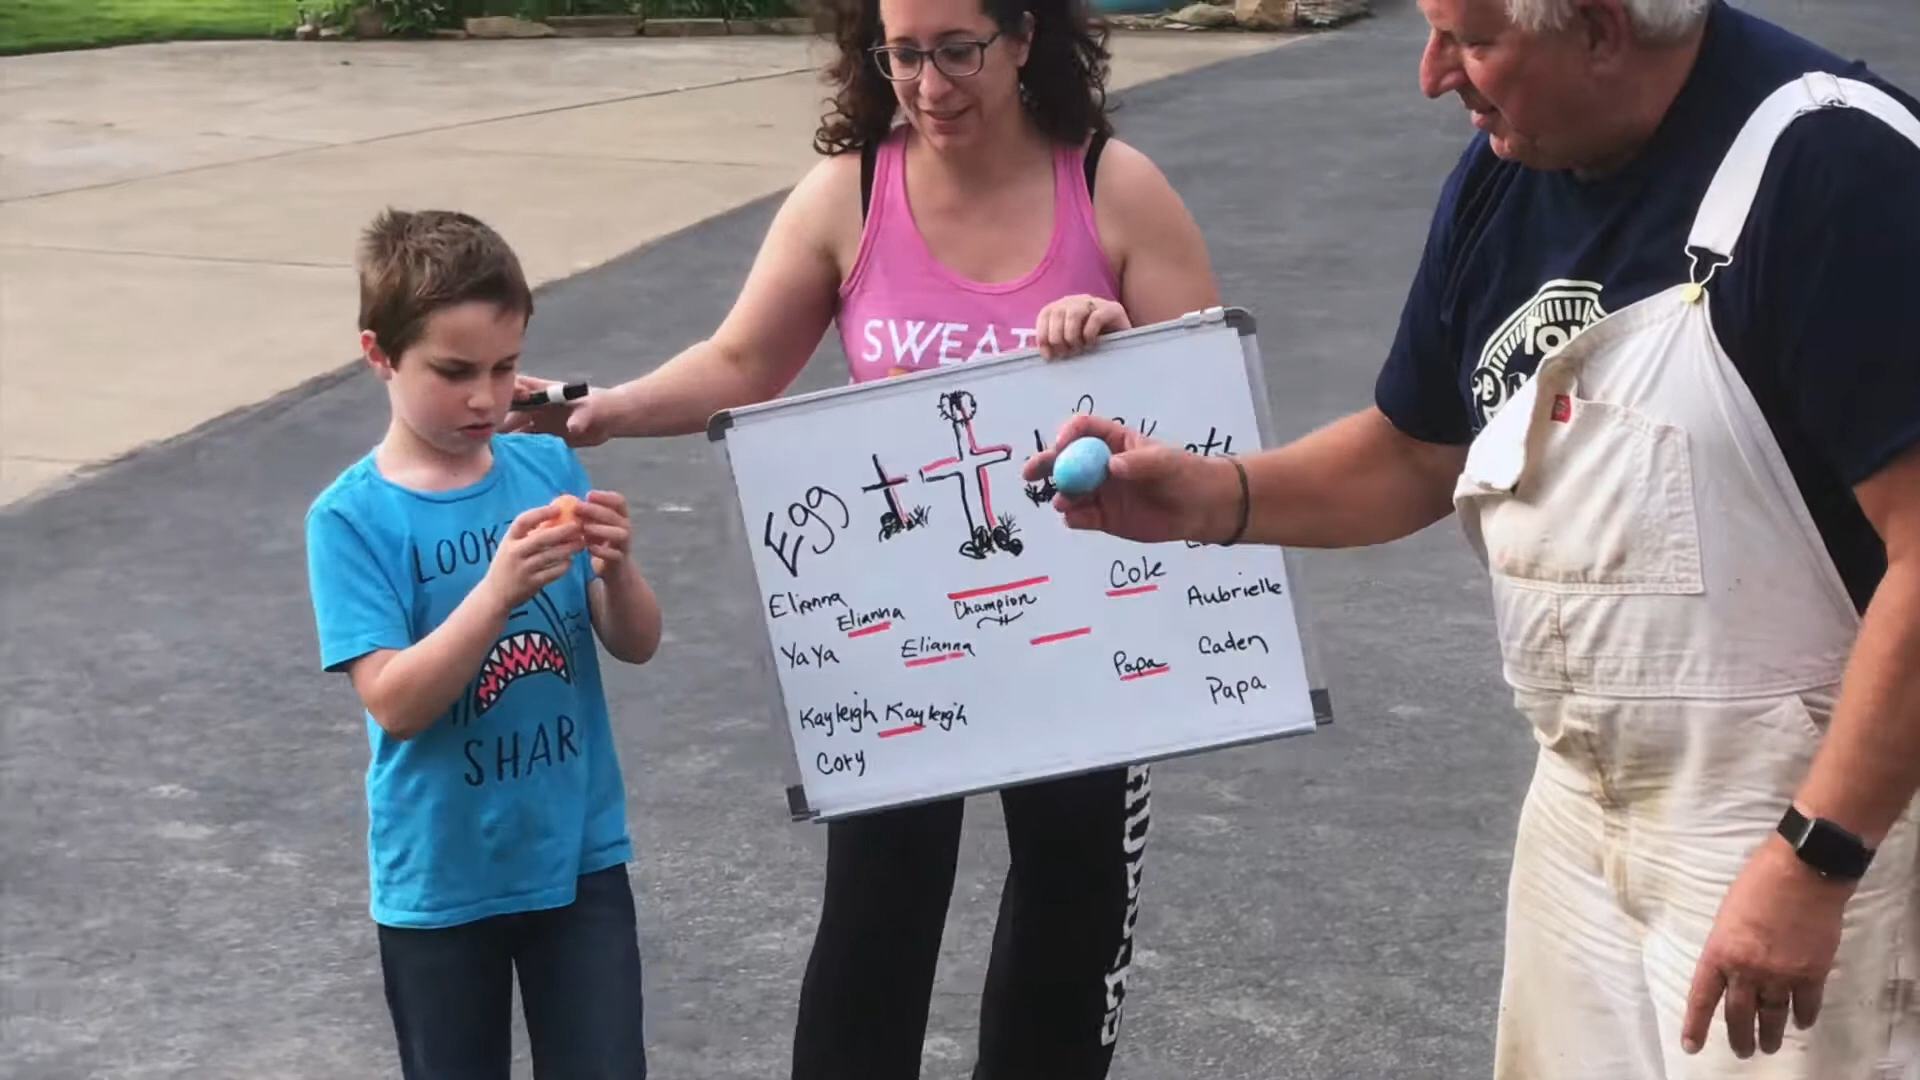 SWEAT
LOOK
SHAR
Egg
Elianna
Elianna
YaYa
Elianna
Kayleigh Kayleigh
Cory
Champion
Cole
Aubrielle
Papa
Caden
Papa